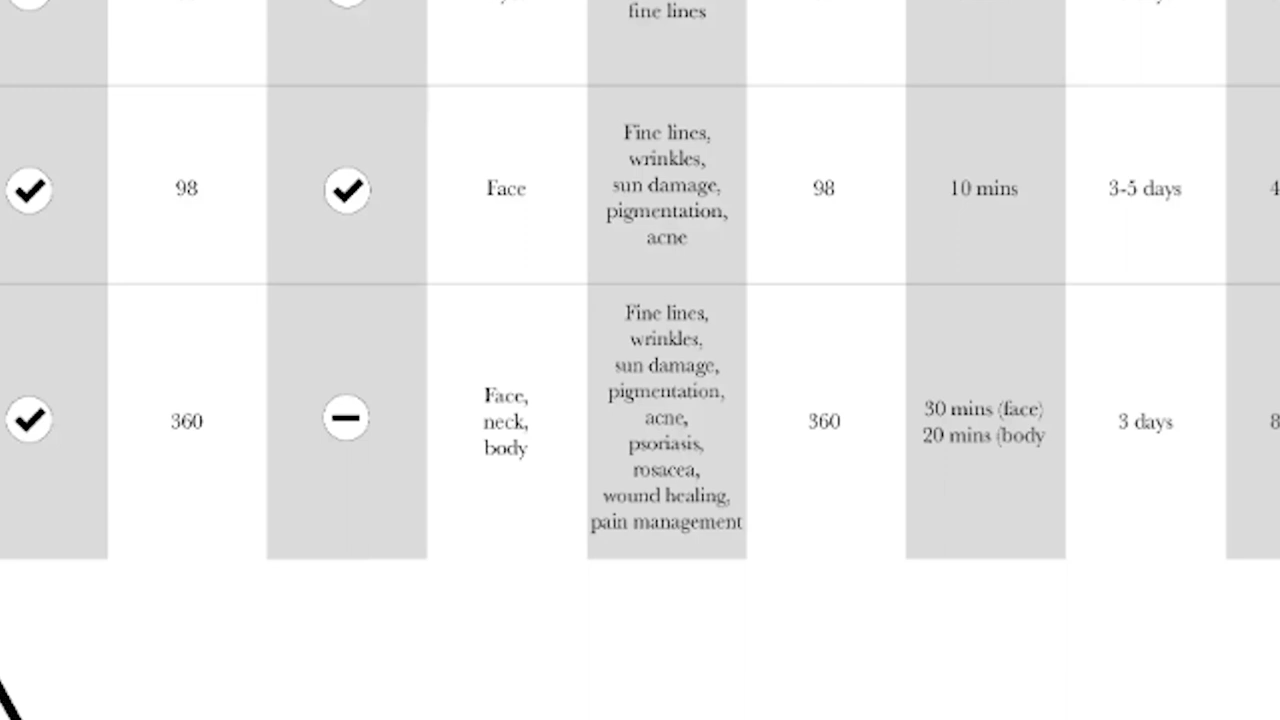 fine lines
98
Face
Fine lines,
wrinkles,
sun damage,
pigmentation,
acne
98
10 mins
3-5 days
360
Face,
neck,
body
Fine lines,
wrinkles,
sun damage,
pigmentation,
acne,
psoriasis,
rosacea,
wound healing,
pain management
360
30 mins (face)
20 mins (body
3 days